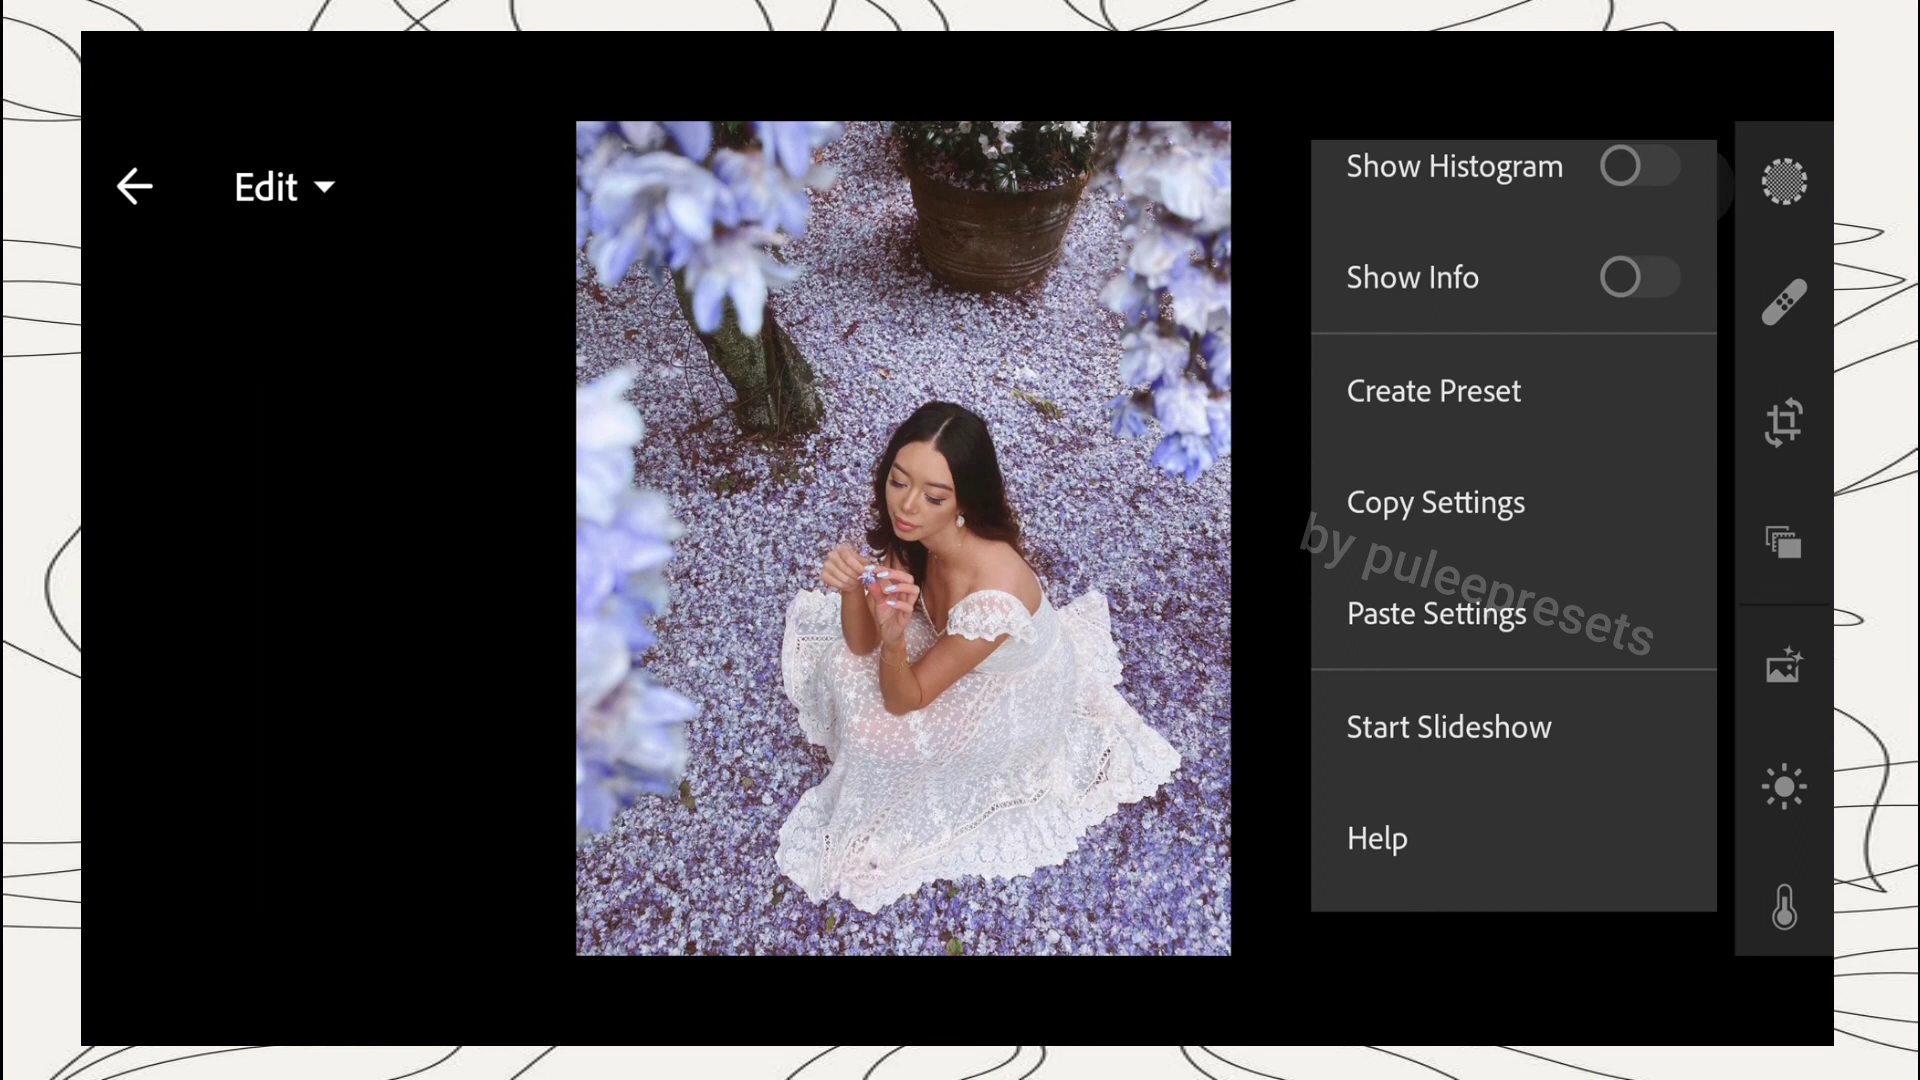 Edit
Show Histogram
Show Info
Create Preset
Copy Settings
Paste Settings
by puleepresets
Start Slideshow
Help